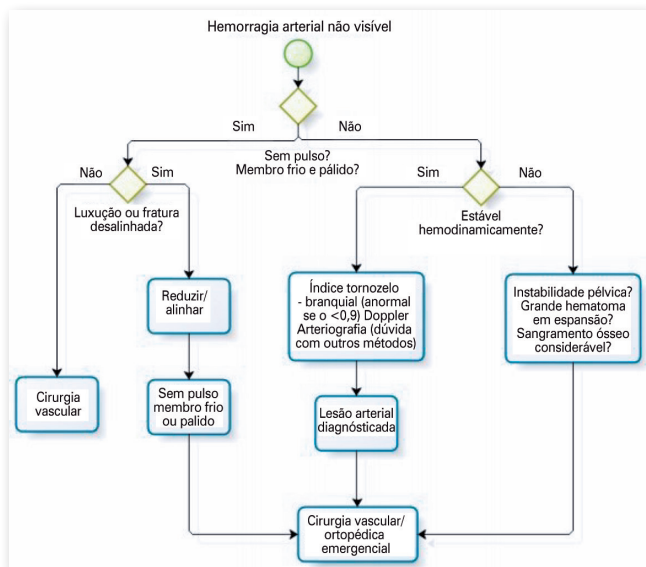 Hemorragia arterial não visível
Sim
Não
Sem pulso?
Membro frio e pálido?
Não
Sim
Luxução ou fratura
desalinhada?
Sim
Não
Estável
hemodinamicamente?
Reduzir/
alinhar
Índice tornozelo
- branquial (anormal
se o <0,9) Doppler
Arteriografia (dúvida
com outros métodos)
Instabilidade pélvica?
Grande hematoma
em espansão?
Sangramento ósseo
considerável?
Cirurgia
vascular
Sem pulso
membro frio
ou palido
Lesão arterial
diagnósticada
Cirurgia vascular/
ortopédica
emergencial